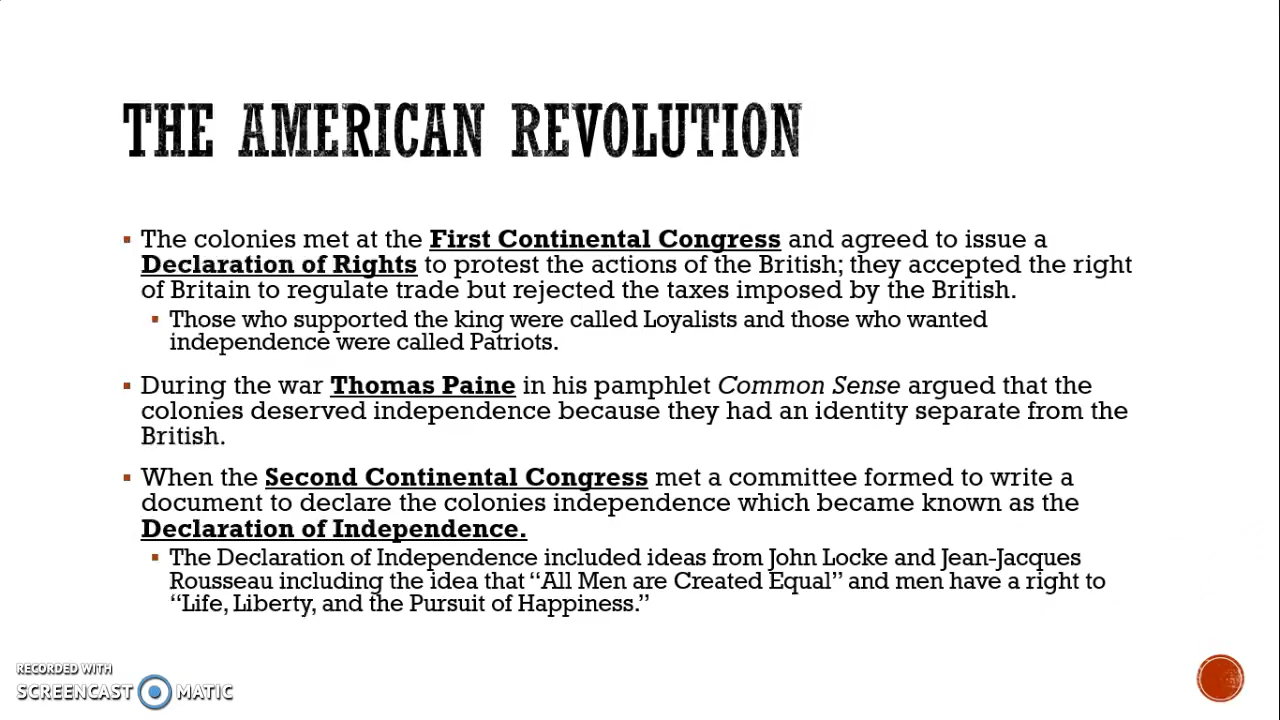 THE AMERICAN REVOLUTION
▪ The colonies met at the First Continental Congress and agreed to issue a
Declaration of Rights to protest the actions of the British; they accepted the right
of Britain to regulate trade but rejected the taxes imposed by the British.
▪ Those who supported the king were called Loyalists and those who wanted
independence were called Patriots.
▪ During the war Thomas Paine in his pamphlet Common Sense argued that the
colonies deserved independence because they had an identity separate from the
British.
▪ When the Second Continental Congress met a committee formed to write a
document to declare the colonies independence which became known as the
Declaration of Independence.
▪ The Declaration of Independence included ideas from John Locke and Jean-Jacques
Rousseau including the idea that “All Men are Created Equal” and men have a right to
“Life, Liberty, and the Pursuit of Happiness.”
RECORDED WITH
SCREENCAST MATIC